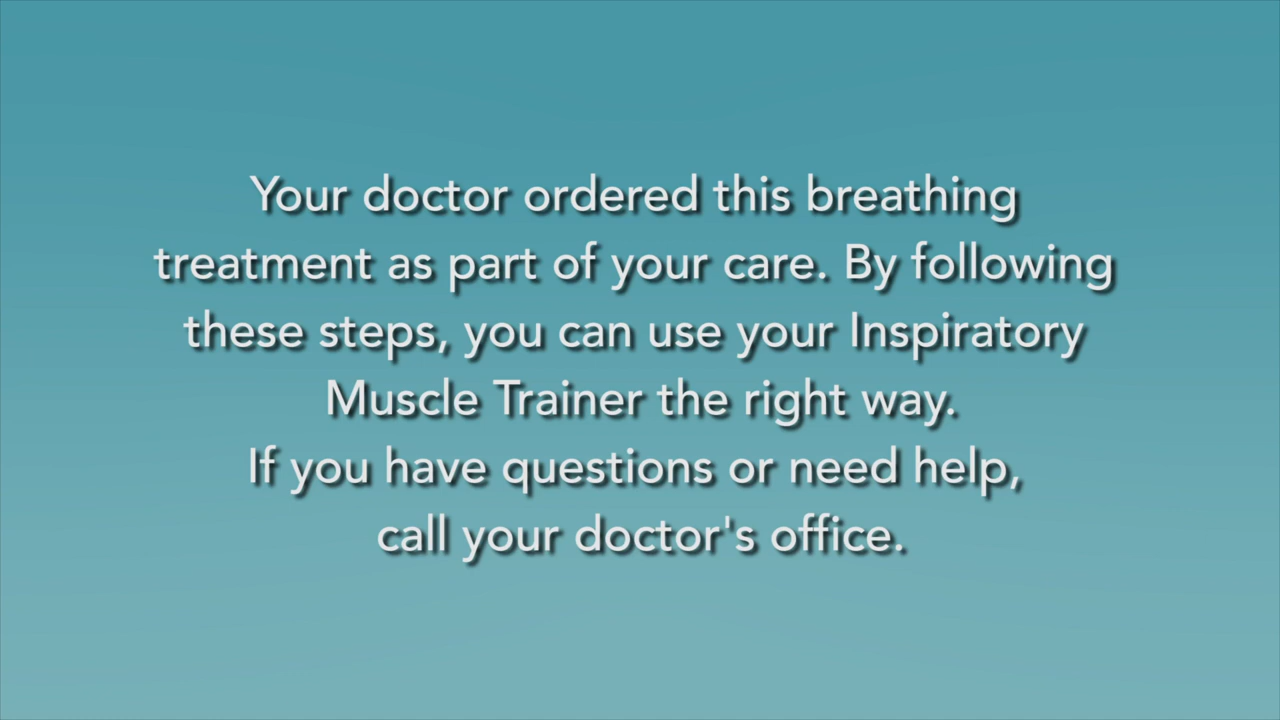 Your doctor ordered this breathing
treatment as part of your care. By following
these steps, you can use your Inspiratory
Muscle Trainer the right way.
If you have questions or need help,
call your doctor's office.